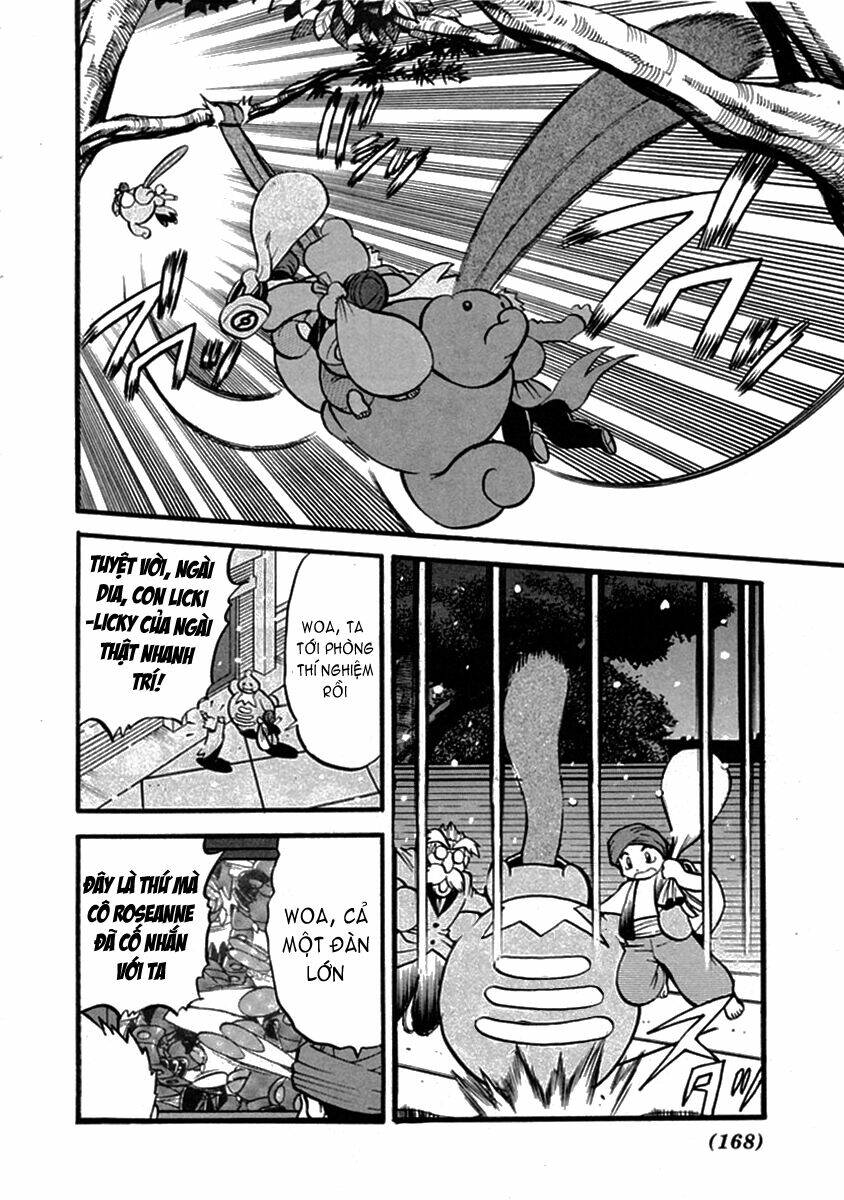 WOA, TA
TỚI PHÒNG
THÍ NGHIỆM
RỒI
TUYỆT VỜI, NGÀI
DIA, CON LICKI
-LICKY CỦA NGÀI
THẬT NHANH
TRÍ!
WOA, CẢ
MỘT ĐÀN
LỚN
ĐÂY LÀ THỨ MÀ
CÔ ROSEANNE
ĐÃ CỐ NHẮN
VỚI TA
(168)